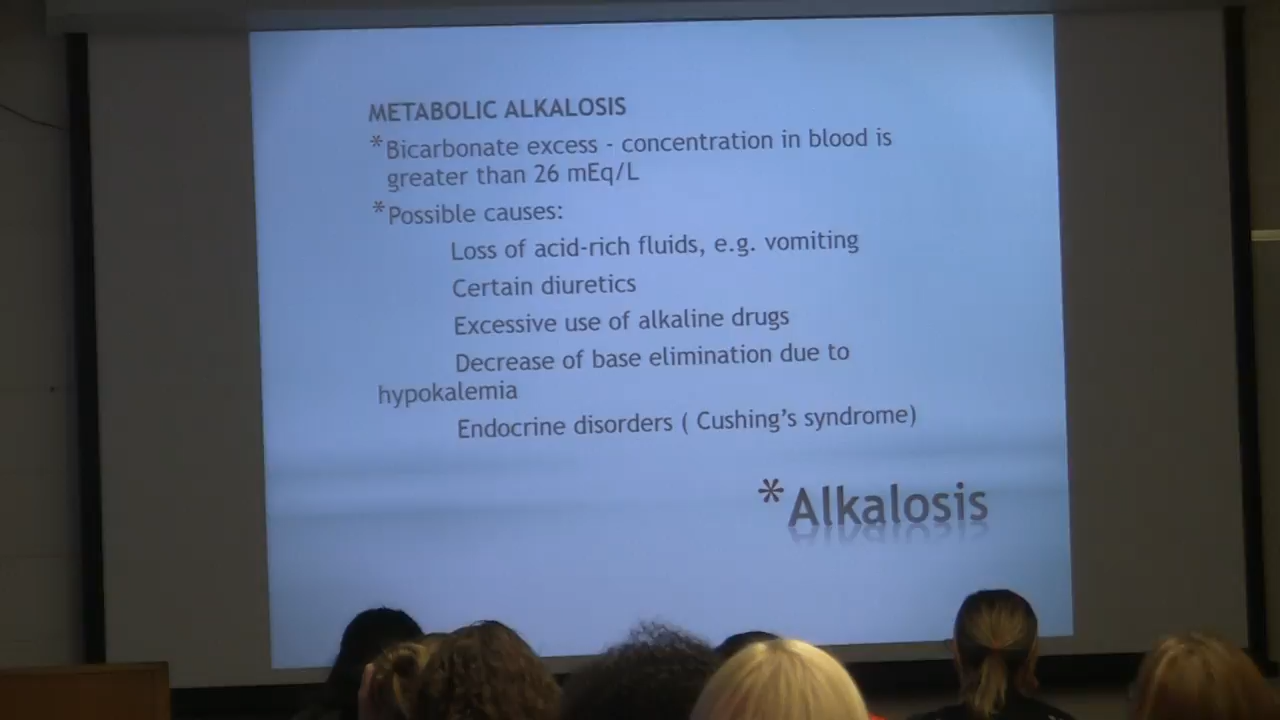 METABOLIC ALKALOSIS
*Bicarbonate excess - concentration in blood is
greater than 26 mEq/L
*Possible causes:
Loss of acid-rich fluids, e.g. vomiting
Certain diuretics
Excessive use of alkaline drugs
Decrease of base elimination due to
hypokalemia
Endocrine disorders ( Cushing's syndrome)
*Alkalosis